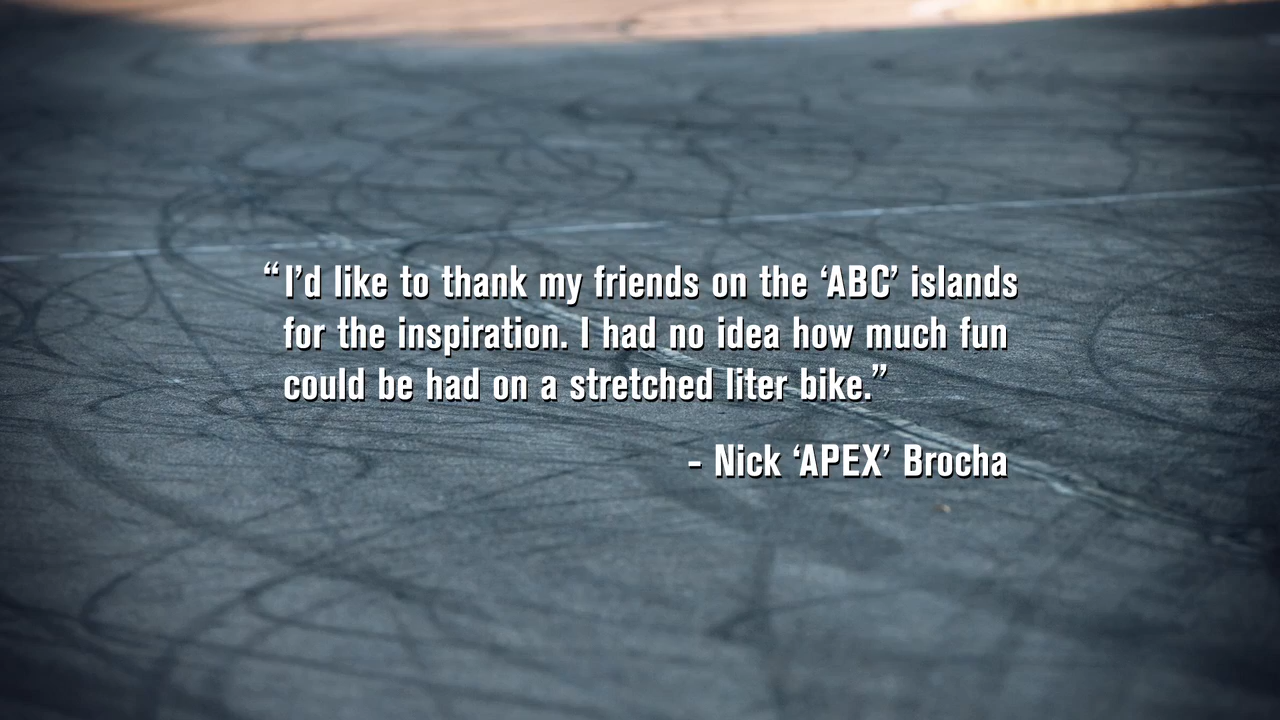 “I’d like to thank my friends on the ‘ABC’ islands
for the inspiration. I had no idea how much fun
could be had on a stretched liter bike.”
- Nick ‘APEX’ Brocha